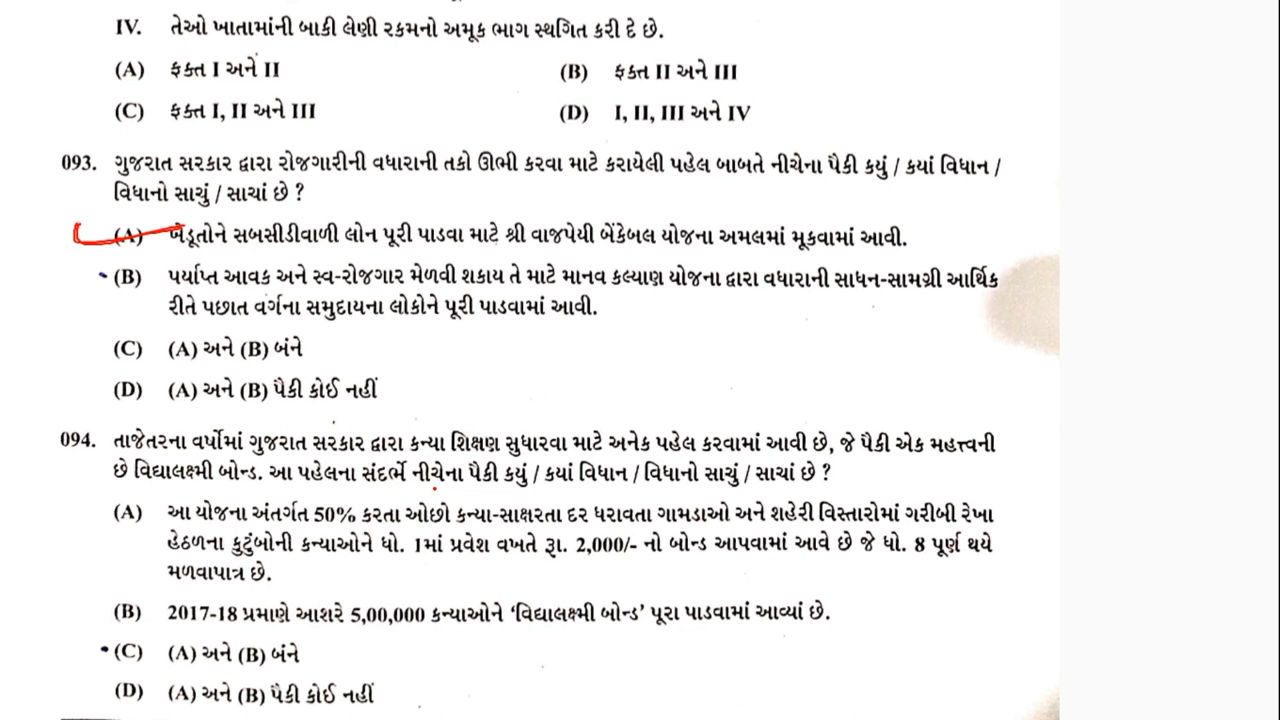 IV. તેઓ ખાતામાંની બાકી લેણી રકમનો અમૂક ભાગ સ્થગિત કરી દે છે.
(A) ફક્ત I અને II (B) ફક્ત II અને III
(C) ફક્ત I, II અને III (D) I, II, III અને IV
093. ગુજરાત સરકાર દ્વારા રોજગારીની વધારાની તકો ઊભી કરવા માટે કરાયેલી પહેલ બાબતે નીચેના પૈકી કયું / કયાં વિધાન /
વિધાનો સાચું / સાચાં છે ?
(A) ખેડૂતોને સબસીડીવાળી લોન પૂરી પાડવા માટે શ્રી વાજપેયી બેંકેબલ યોજના અમલમાં મૂકવામાં આવી.
(B) પર્યાપ્ત આવક અને સ્વ-રોજગાર મેળવી શકાય તે માટે માનવ કલ્યાણ યોજના દ્વારા વધારાની સાધન-સામગ્રી આર્થિક
રીતે પછાત વર્ગના સમુદાયના લોકોને પૂરી પાડવામાં આવી.
(C) (A) અને (B) બંને
(D) (A) અને (B) પૈકી કોઈ નહીં
094. તાજેતરના વર્ષોમાં ગુજરાત સરકાર દ્વારા કન્યા શિક્ષણ સુધારવા માટે અનેક પહેલ કરવામાં આવી છે, જે પૈકી એક મહત્ત્વની
છે વિદ્યાલક્ષ્મી બોન્ડ. આ પહેલના સંદર્ભે નીચેના પૈકી કયું / કયાં વિધાન / વિધાનો સાચું / સાચાં છે ?
(A) આ યોજના અંતર્ગત 50% કરતા ઓછો કન્યા-સાક્ષરતા દર ધરાવતા ગામડાઓ અને શહેરી વિસ્તારોમાં ગરીબી રેખા
હેઠળના કુટુંબોની કન્યાઓને ધો. 1માં પ્રવેશ વખતે રૂા. 2,000/- નો બોન્ડ આપવામાં આવે છે જે ધો. 8 પૂર્ણ થયે
મળવાપાત્ર છે.
(B) 2017-18 પ્રમાણે આશરે 5,00,000 કન્યાઓને ‘વિદ્યાલક્ષ્મી બોન્ડ’ પૂરા પાડવામાં આવ્યાં છે.
(C) (A) અને (B) બંને
(D) (A) અને (B) પૈકી કોઈ નહીં